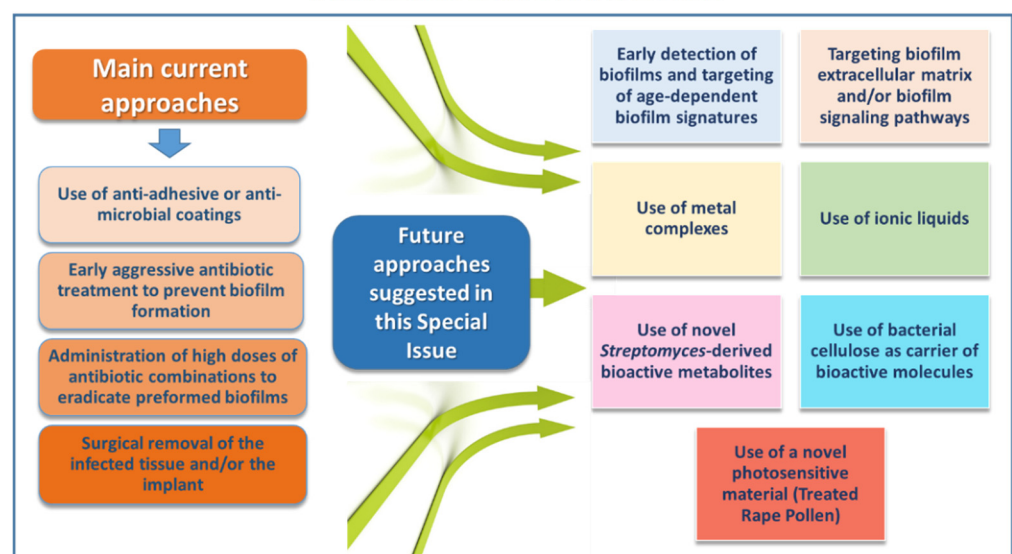 Main current
approaches
Use of anti-adhesive or anti-
microbial coatings
Early aggressive antibiotic
treatment to prevent biofilm
formation
Administration of high doses of
antibiotic combinations to
eradicate preformed biofilms
Surgical removal of the
infected tissue and/or the
implant
Future
approaches
suggested in
this Special
Issue
Early detection of
biofilms and targeting
of age-dependent
biofilm signatures
Targeting biofilm
extracellular matrix
and/or biofilm
signaling pathways
Use of metal
complexes
Use of ionic liquids
Use of novel
Streptomyces-derived
bioactive metabolites
Use of bacterial
cellulose as carrier of
bioactive molecules
Use of a novel
photosensitive
material (Treated
Rape Pollen)